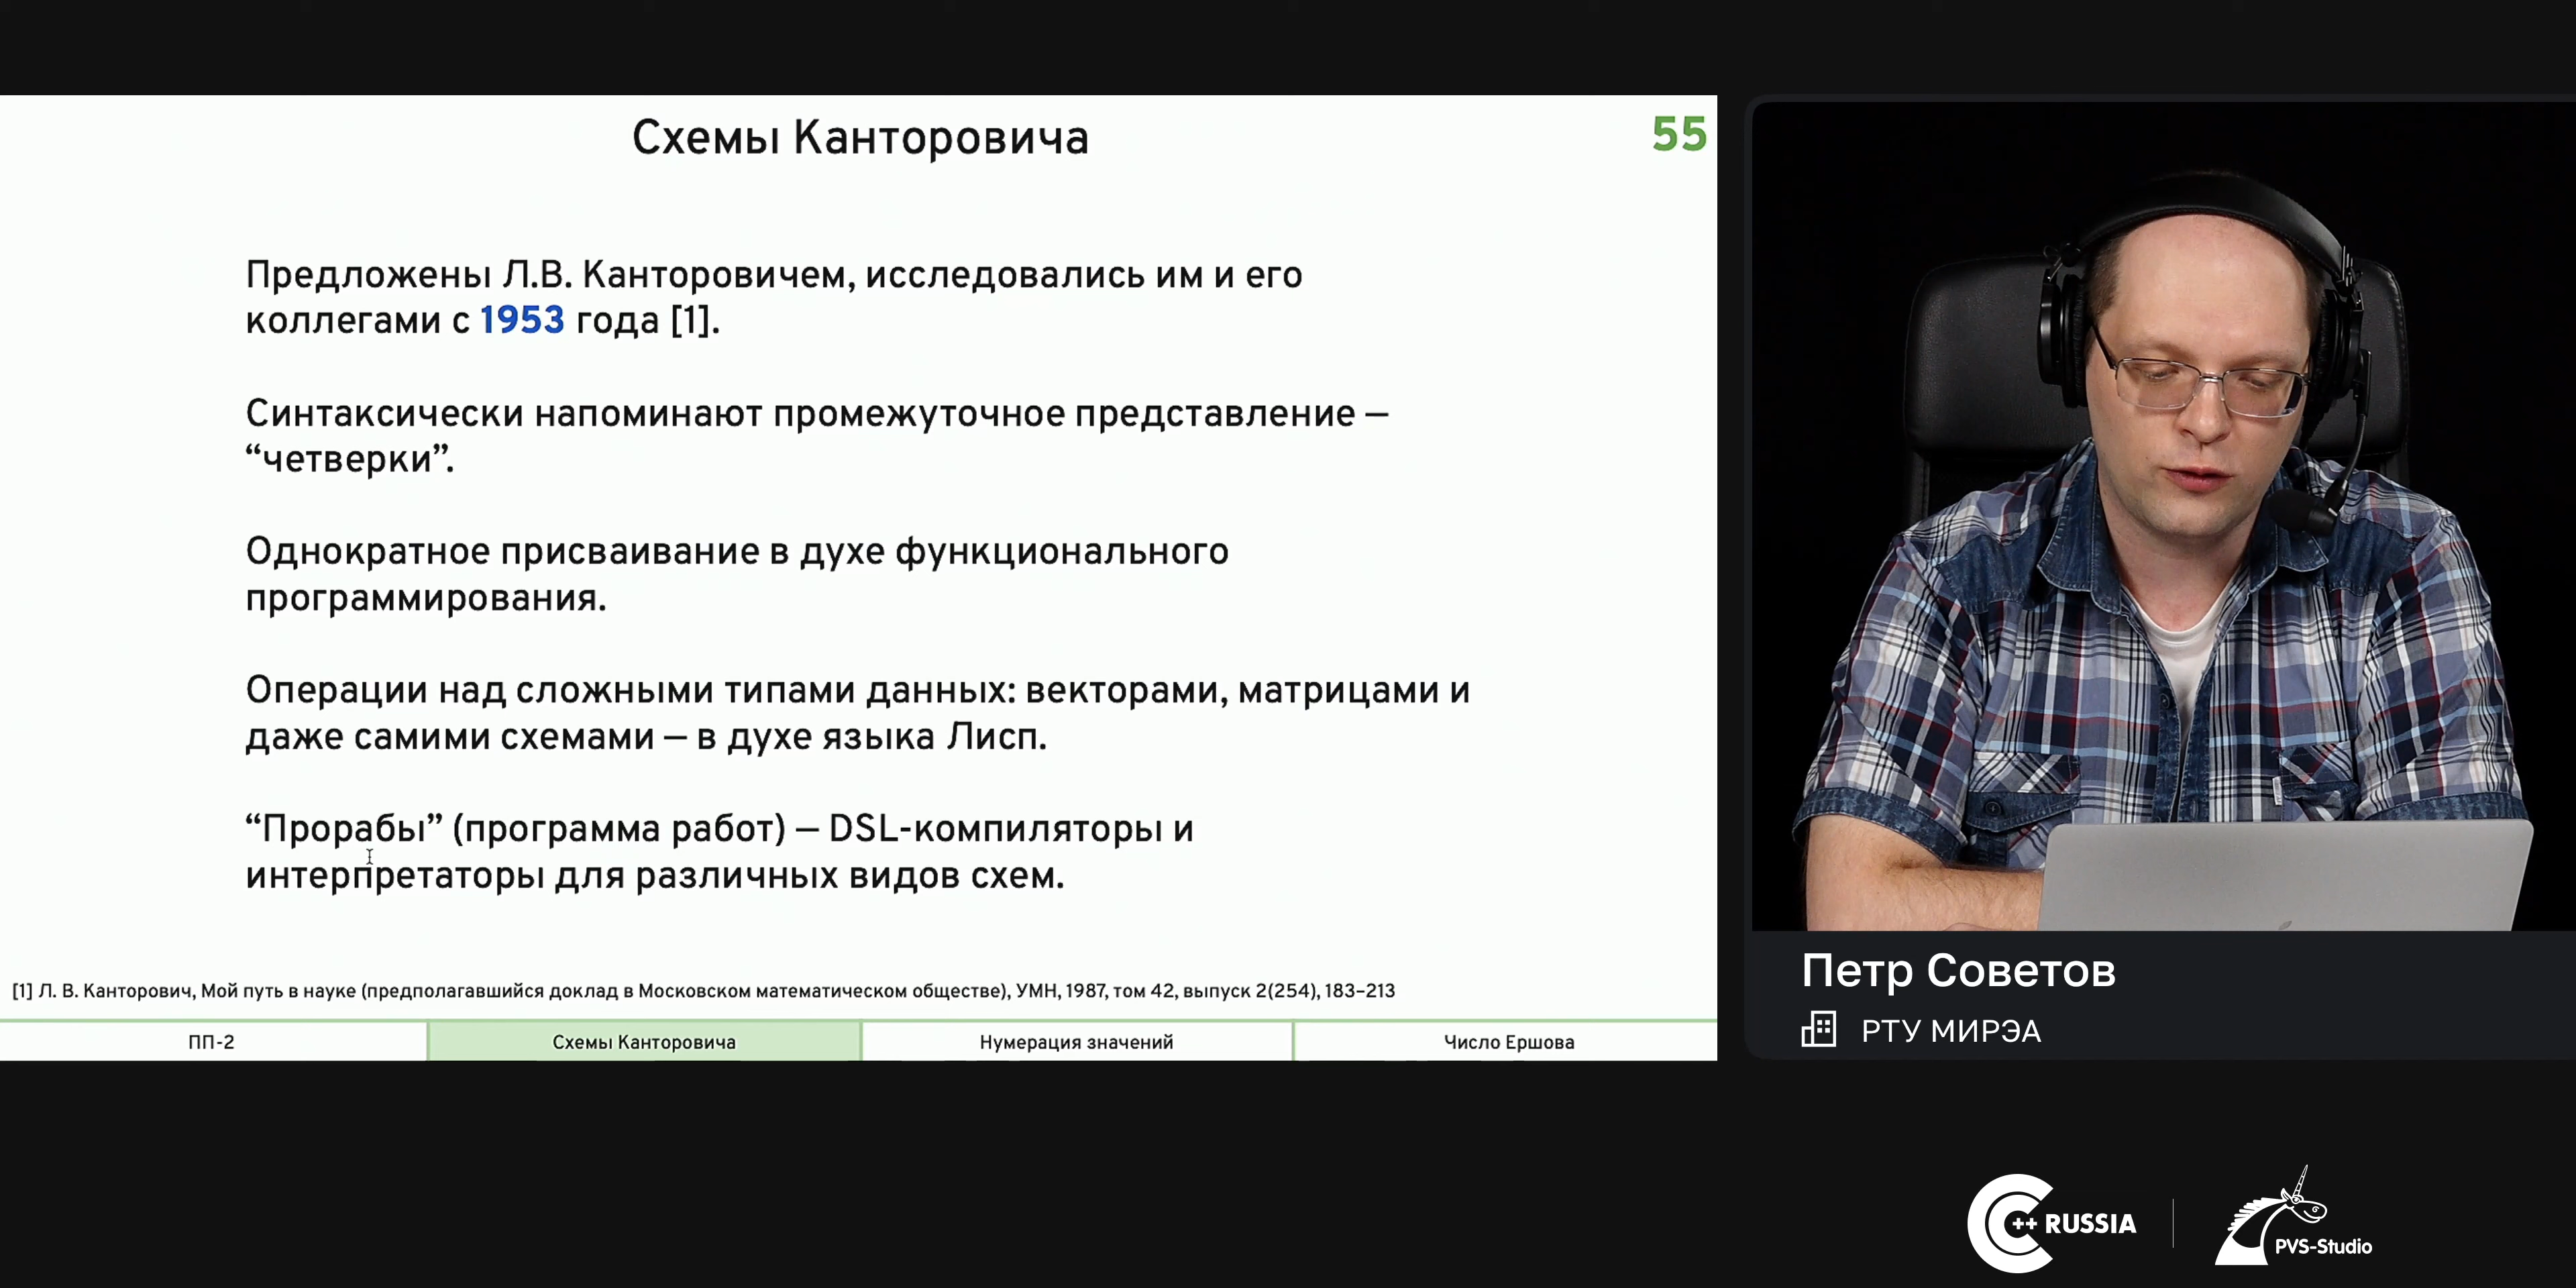 Схемы Канторовича
55
Предложены Л.В. Канторовичем, исследовались им и его
коллегами с 1953 года [1].
Синтаксически напоминают промежуточное представление –
“четверки”.
Однократное присваивание в духе функционального
программирования.
Операции над сложными типами данных: векторами, матрицами и
даже самими схемами – в духе языка Лисп.
“Прорабы” (программа работ) – DSL-компиляторы и
интерпретаторы для различных видов схем.
[1] Л. В. Канторович, Мой путь в науке (предполагавшийся доклад в Московском математическом обществе), УМН, 1987, том 42, выпуск 2(254), 183–213
ПП-2
Схемы Канторовича
Нумерация значений
Число Ершова
Петр Советов
РТУ МИРЭА
C++ RUSSIA
PVS-Studio